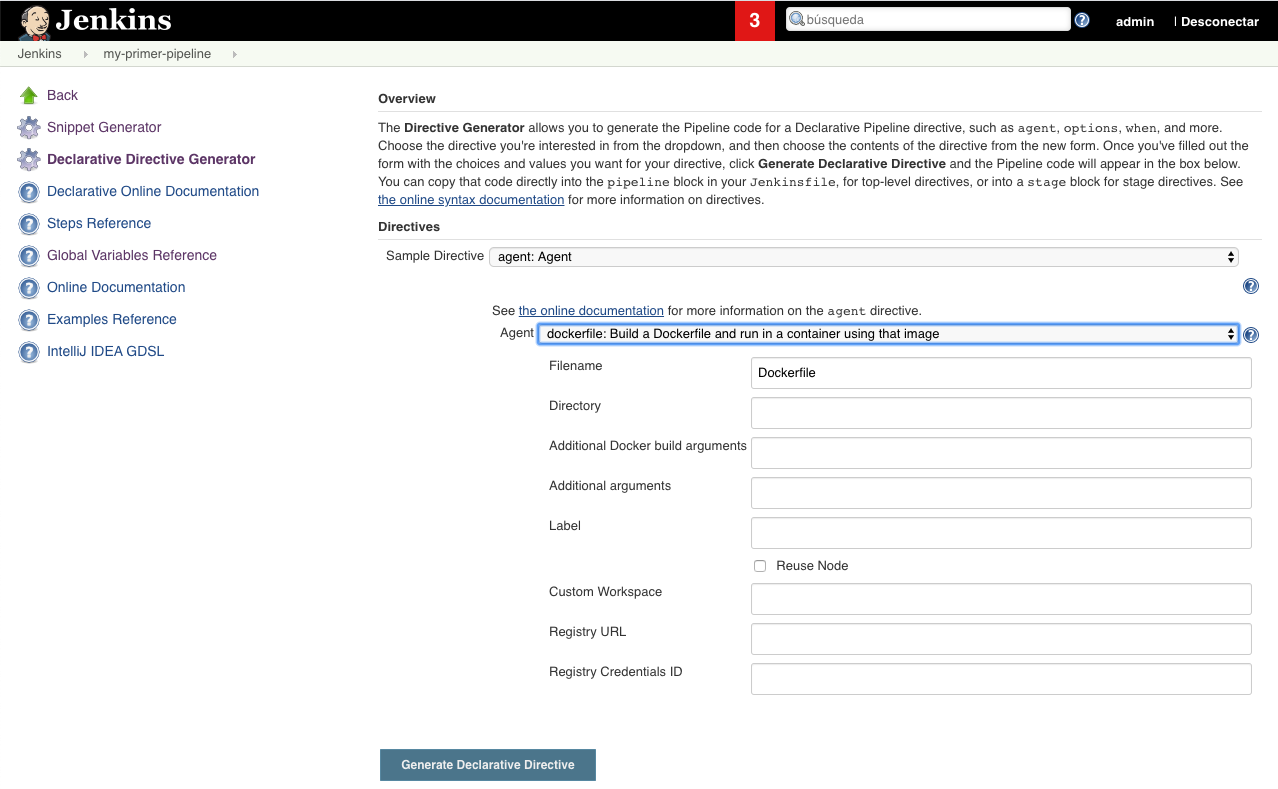 Jenkins
3
búsqueda
admin
| Desconectar
Jenkins
my-primer-pipeline
Back
Snippet Generator
Declarative Directive Generator
Declarative Online Documentation
Steps Reference
Global Variables Reference
Online Documentation
Examples Reference
IntelliJ IDEA GDSL
Overview
The Directive Generator allows you to generate the Pipeline code for a Declarative Pipeline directive, such as agent, options, when, and more.
Choose the directive you're interested in from the dropdown, and then choose the contents of the directive from the new form. Once you've filled out the
form with the choices and values you want for your directive, click Generate Declarative Directive and the Pipeline code will appear in the box below.
You can copy that code directly into the pipeline block in your Jenkinsfile, for top-level directives, or into a stage block for stage directives. See
the online syntax documentation for more information on directives.
Directives
Sample Directive
agent: Agent
See the online documentation for more information on the agent directive.
Agent
dockerfile: Build a Dockerfile and run in a container using that image
Filename
Dockerfile
Directory
Additional Docker build arguments
Additional arguments
Label
Reuse Node
Custom Workspace
Registry URL
Registry Credentials ID
Generate Declarative Directive